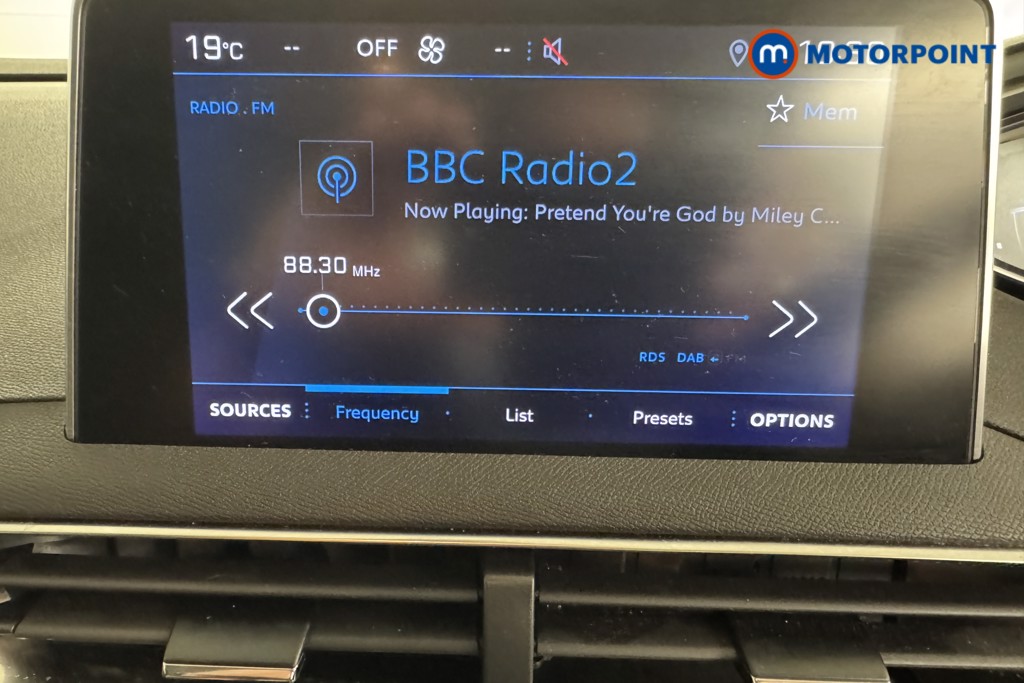 19°C -- OFF --
m MOTORPOINT
RADIO . FM
Mem
BBC Radio2
Now Playing: Pretend You're God by Miley C...
88.30 MHz
RDS DAB FM
SOURCES Frequency List Presets OPTIONS